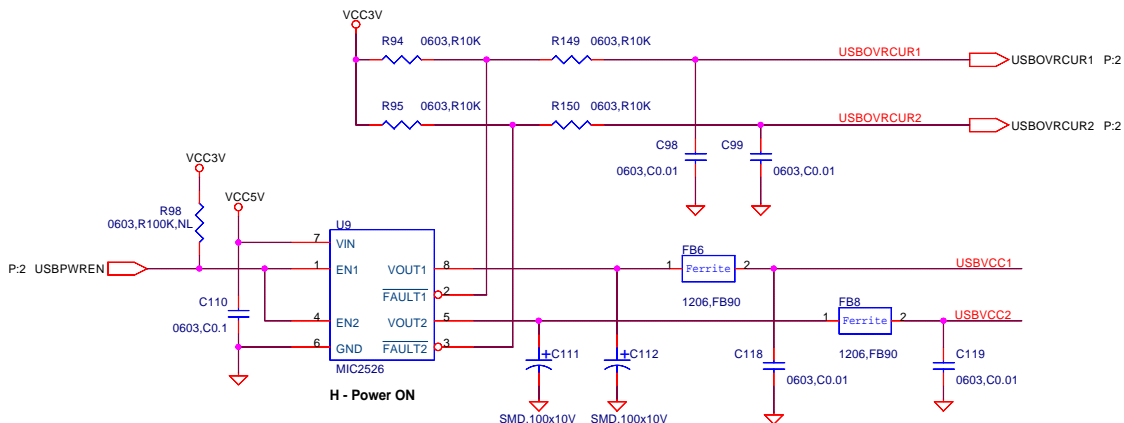 VCC3V
R94 0603,R10K R149 0603,R10K
USBOVRCUR1 USBOVRCUR1 P:2
R95 0603,R10K R150 0603,R10K
USBOVRCUR2 USBOVRCUR2 P:2
C98 C99
0603,C0.01 0603,C0.01
VCC3V
VCC5V
R98
0603,R100K,NL
U9
7 VIN
P:2 USBPWREN
1 EN1 VOUT1 8
FAULT1 2
4 EN2 VOUT2 5
6 GND FAULT2 3
MIC2526
H - Power ON
C110
0603,C0.1
FB6
1 Ferrite 2
1206,FB90
USBVCC1
FB8
1 Ferrite 2
1206,FB90
USBVCC2
+C111 +C112
SMD,100x10V SMD,100x10V
C118 C119
0603,C0.01 0603,C0.01